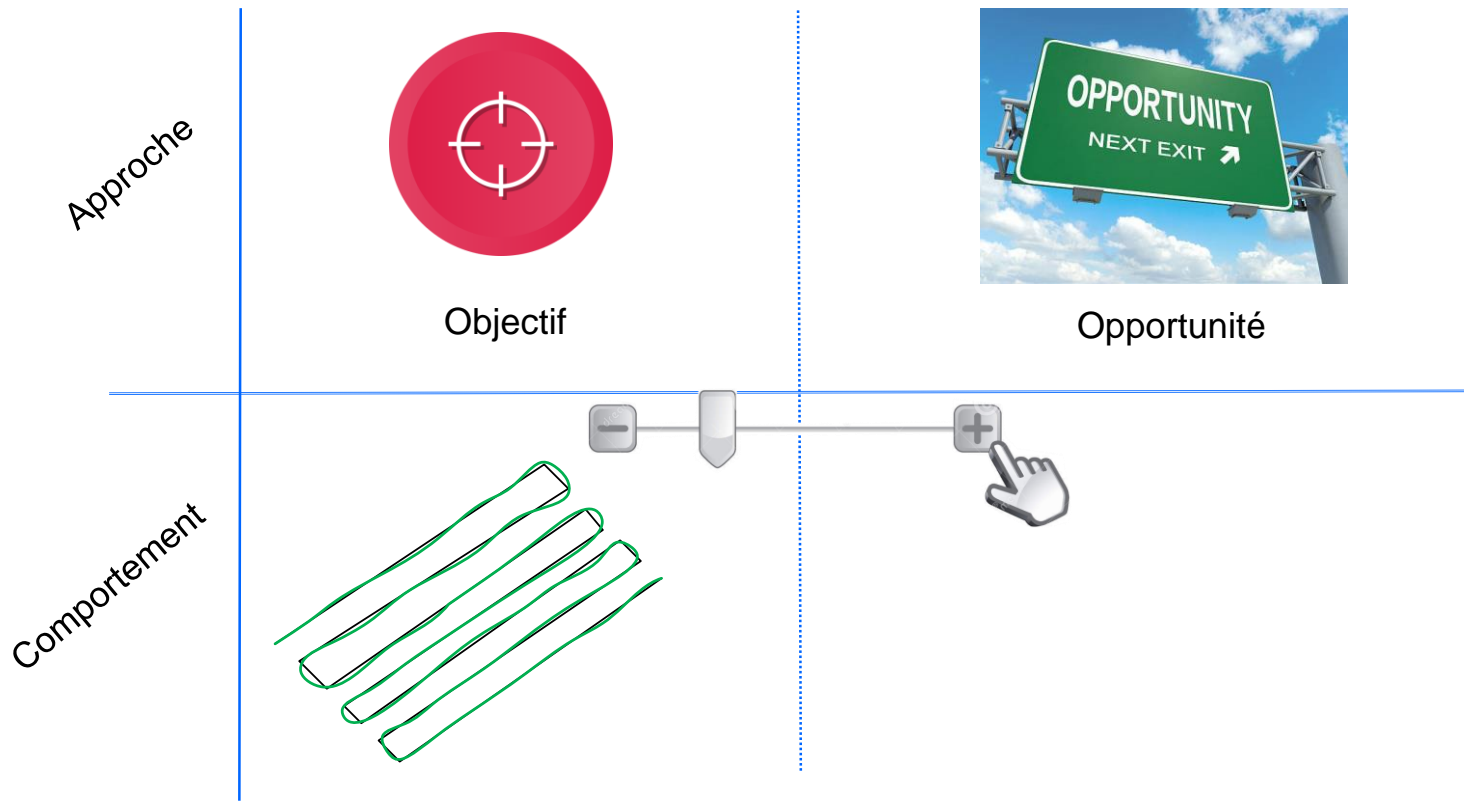 Approche
OPPORTUNITY
NEXT EXIT
Objectif
Opportunité
Comportement